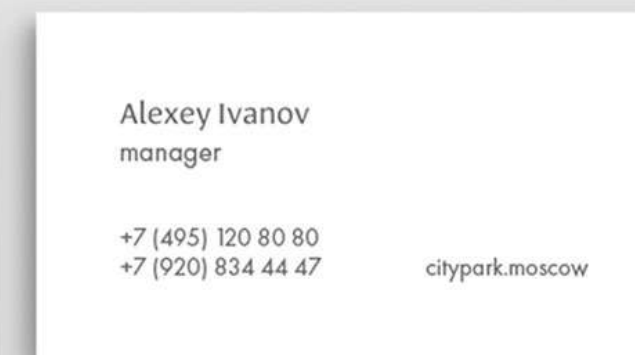 Alexey Ivanov
manager
+7 (495) 120 80 80
+7 (920) 834 44 47
citypark.moscow